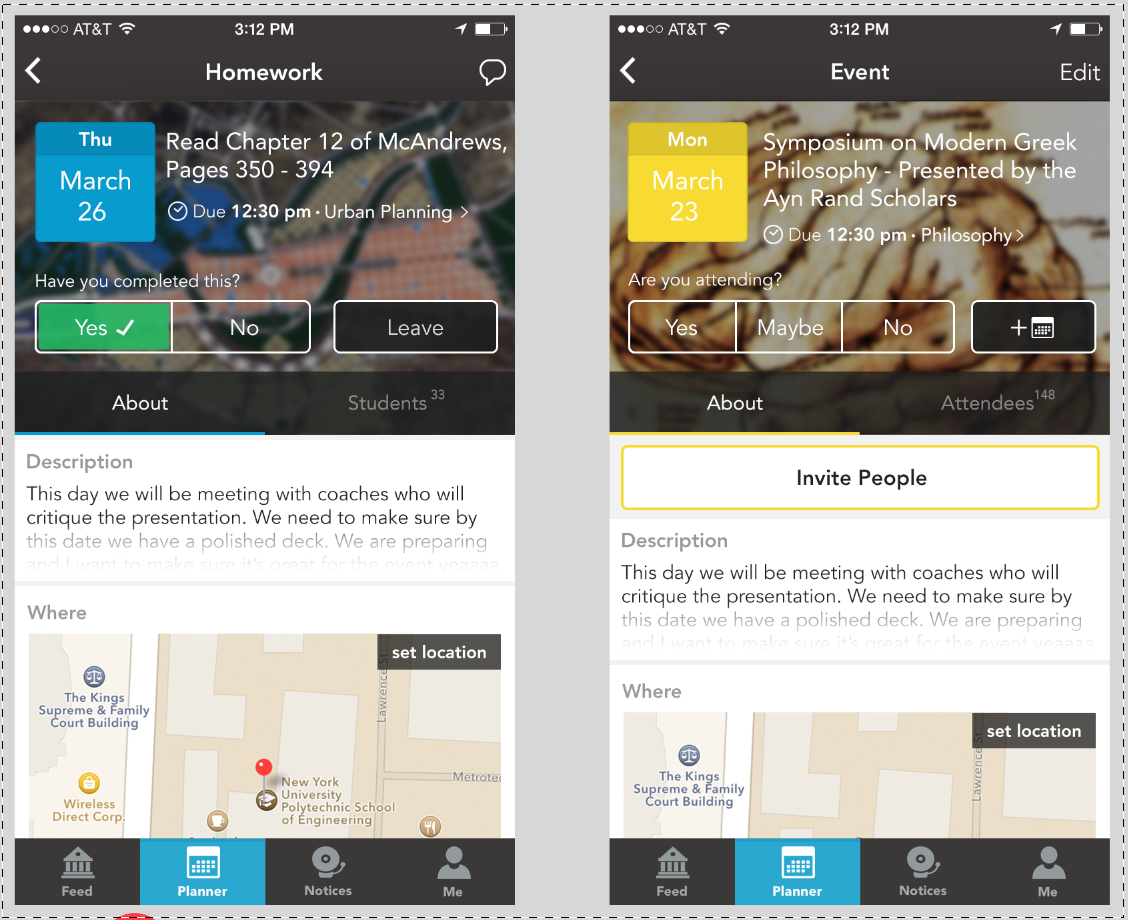 AT&T
3:12 PM
Homework
Thu
March
26
Read Chapter 12 of McAndrews,
Pages 350 - 394
Due 12:30 pm · Urban Planning >
Have you completed this?
Yes ✓
No
Leave
About
Students 33
Description
This day we will be meeting with coaches who will
critique the presentation. We need to make sure by
this date we have a polished deck. We are preparing
and I want to make sure it's great for the event yeaaaa
Where
set location
Lawrence St
The Kings
Supreme & Family
Court Building
Wireless
Direct Corp.
New York
University
Polytechnic School
of Engineering
Metrotec
Feed
Planner
Notices
Me
AT&T
3:12 PM
Event
Edit
Mon
March
23
Symposium on Modern Greek
Philosophy - Presented by the
Ayn Rand Scholars
Due 12:30 pm · Philosophy >
Are you attending?
Yes
Maybe
No
+
About
Attendees 148
Invite People
Description
This day we will be meeting with coaches who will
critique the presentation. We need to make sure by
this date we have a polished deck. We are preparing
and I want to make sure it's great for the event yeaaaa
Where
set location
Lawrence St
The Kings
Supreme & Family
Court Building
Feed
Planner
Notices
Me